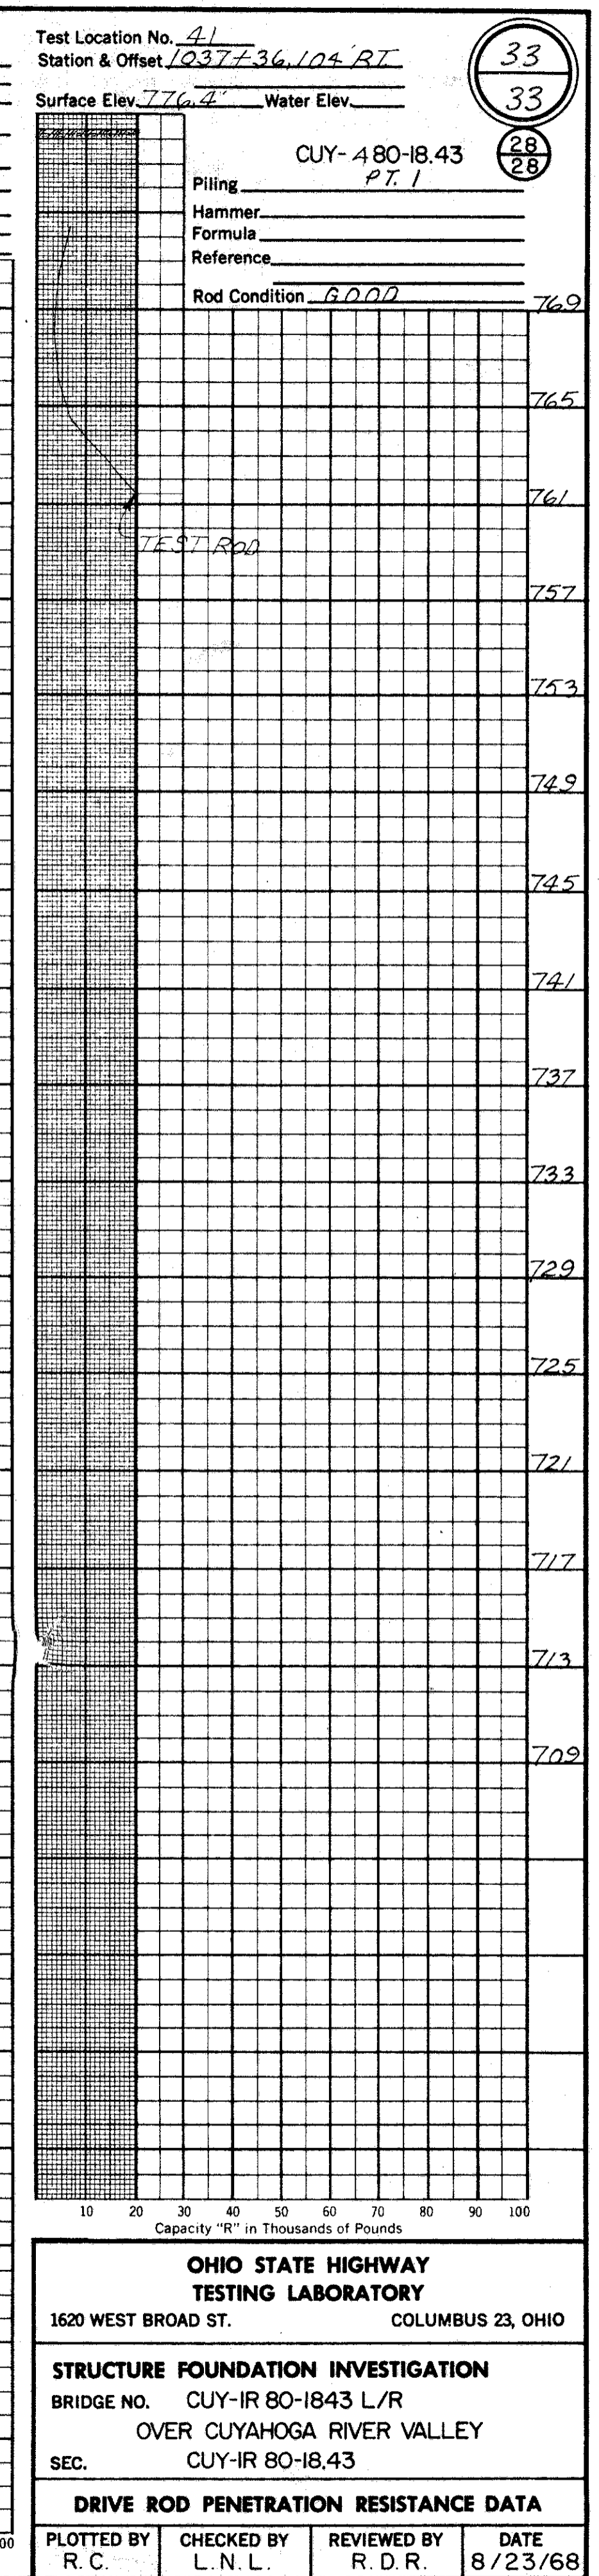 Test Location No. 41
Station & Offset 1037+36, 104' RT.
Surface Elev. 776.4' Water Elev.
33
33
28
28
CUY-480-18.43
PT. 1
Piling
Hammer
Formula
Reference
Rod Condition GOOD
769
765
761
TEST ROD
757
753
749
745
741
737
733
729
725
721
717
713
709
10 20 30 40 50 60 70 80 90 100
Capacity "R" in Thousands of Pounds
OHIO STATE HIGHWAY
TESTING LABORATORY
1620 WEST BROAD ST. COLUMBUS 23, OHIO
STRUCTURE FOUNDATION INVESTIGATION
BRIDGE NO. CUY-IR 80-1843 L/R
OVER CUYAHOGA RIVER VALLEY
SEC. CUY-IR 80-18.43
DRIVE ROD PENETRATION RESISTANCE DATA
PLOTTED BY CHECKED BY REVIEWED BY DATE
R. C. L. N. L. R. D. R. 8/23/68
00